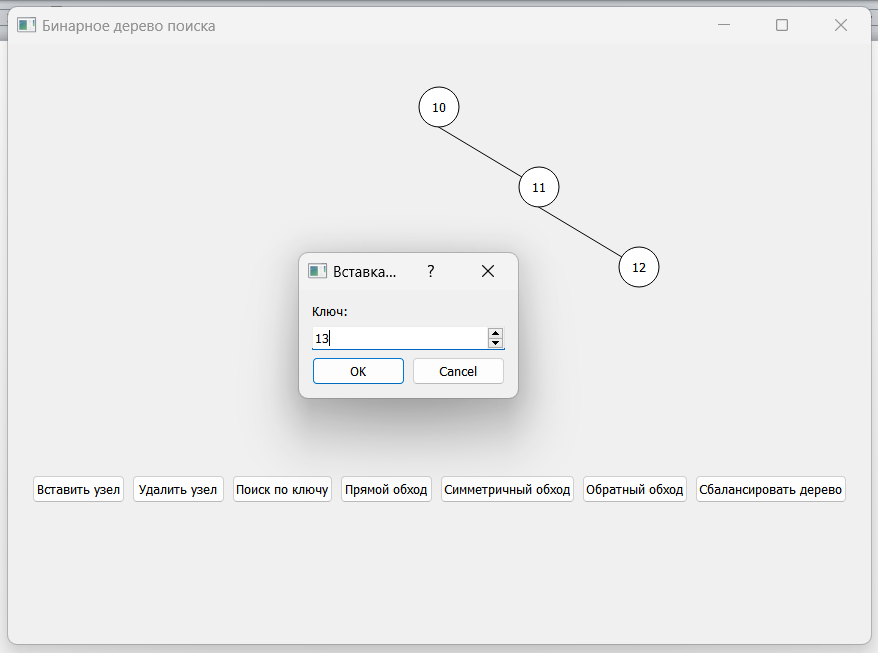 Бинарное дерево поиска
10
11
12
Вставка... ?
Ключ:
13
OK Cancel
Вставить узел Удалить узел Поиск по ключу Прямой обход Симметричный обход Обратный обход Сбалансировать дерево